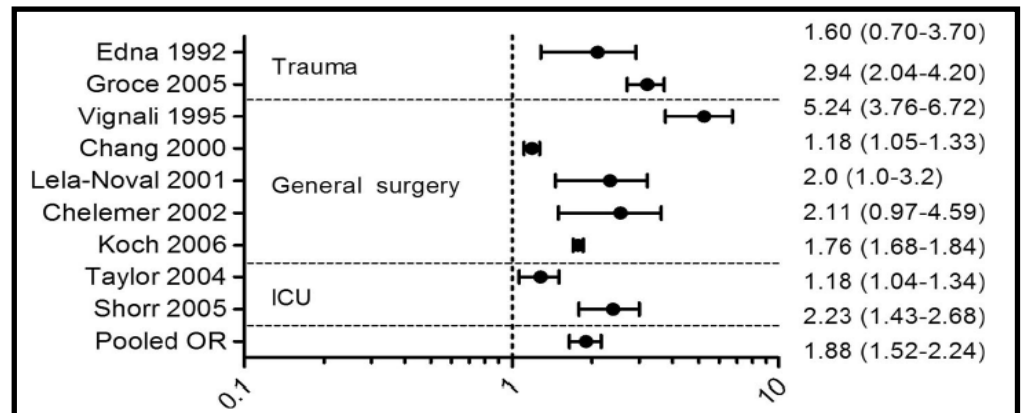 Edna 1992
Trauma
1.60 (0.70-3.70)
Groce 2005
2.94 (2.04-4.20)
Vignali 1995
5.24 (3.76-6.72)
Chang 2000
1.18 (1.05-1.33)
Lela-Noval 2001
General surgery
2.0 (1.0-3.2)
Chelemer 2002
2.11 (0.97-4.59)
Koch 2006
1.76 (1.68-1.84)
Taylor 2004
ICU
1.18 (1.04-1.34)
Shorr 2005
2.23 (1.43-2.68)
Pooled OR
1.88 (1.52-2.24)
0.1
1
10